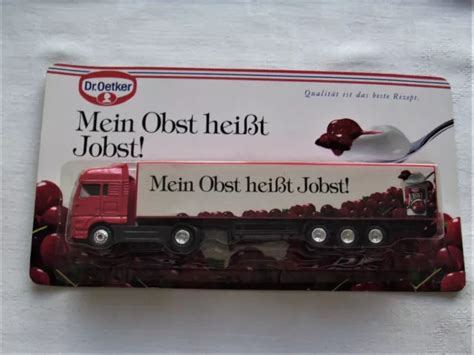 Dr. Oetker
Qualität ist das beste Rezept.
Mein Obst heißt
Jobst!
Mein Obst heißt Jobst!